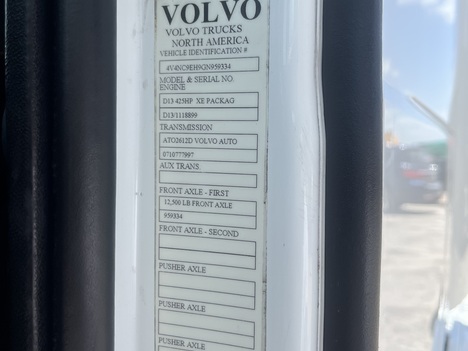 VOLVO
VOLVO TRUCKS
NORTH AMERICA
VEHICLE IDENTIFICATION #
4V4NC9EH9GN959334
MODEL & SERIAL NO.
ENGINE
D13 425HP XE PACKAG
D13/1118899
TRANSMISSION
ATO2612D VOLVO AUTO
0710777997
AUX TRANS.
FRONT AXLE - FIRST
12,500 LB FRONT AXLE
959334
FRONT AXLE - SECOND
PUSHER AXLE
PUSHER AXLE
PUSHER AXLE